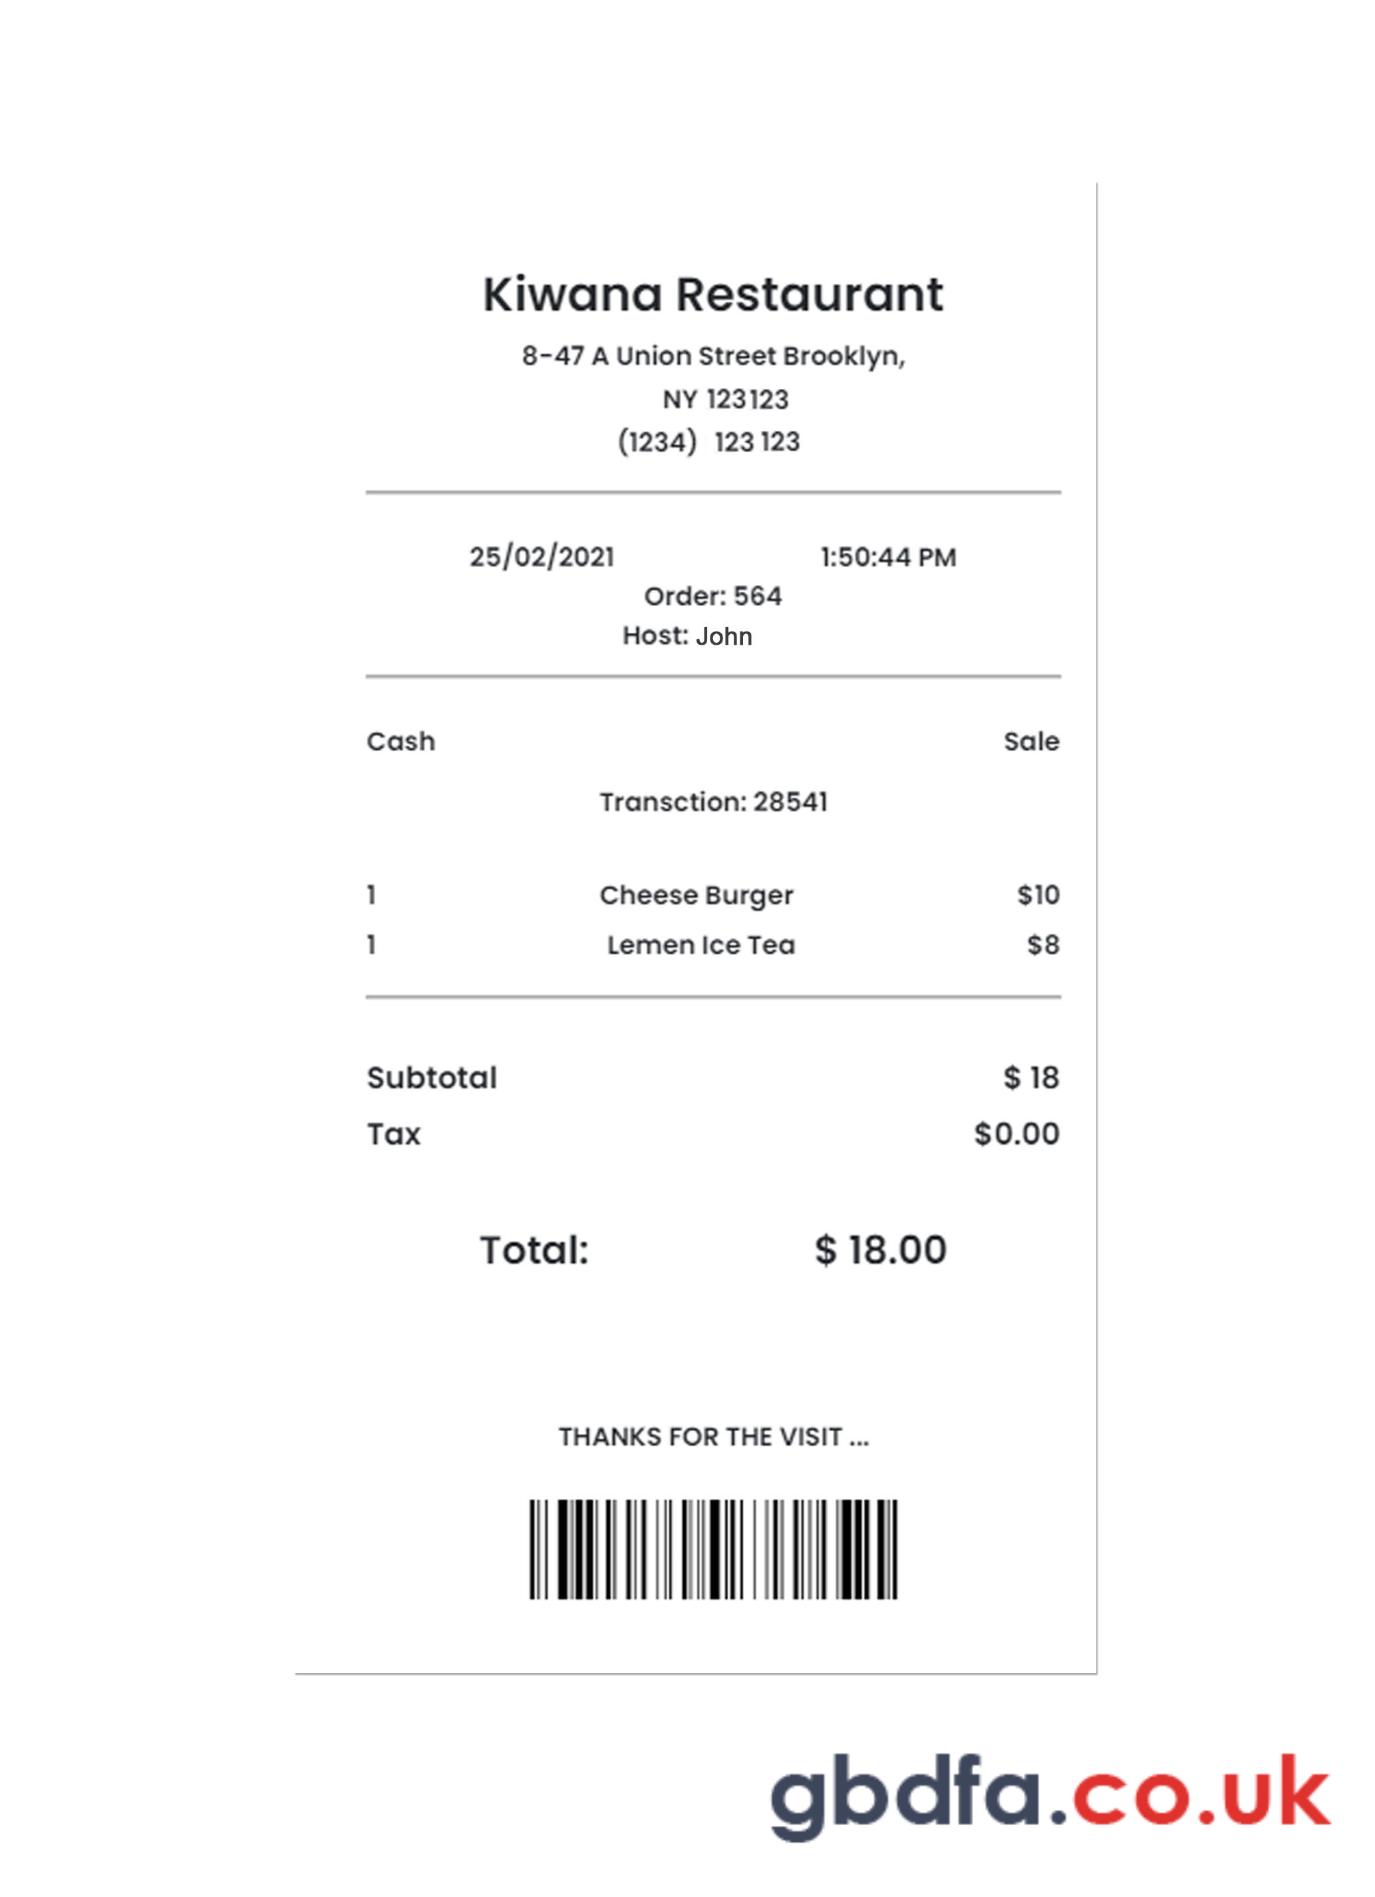 Kiwana Restaurant
8-47 A Union Street Brooklyn,
NY 123123
(1234) 123 123
25/02/2021 1:50:44 PM
Order: 564
Host: John
Cash Sale
Transction: 28541
1 Cheese Burger $10
1 Lemen Ice Tea $8
Subtotal $ 18
Tax $0.00
Total: $ 18.00
THANKS FOR THE VISIT ...
gbdfa.co.uk